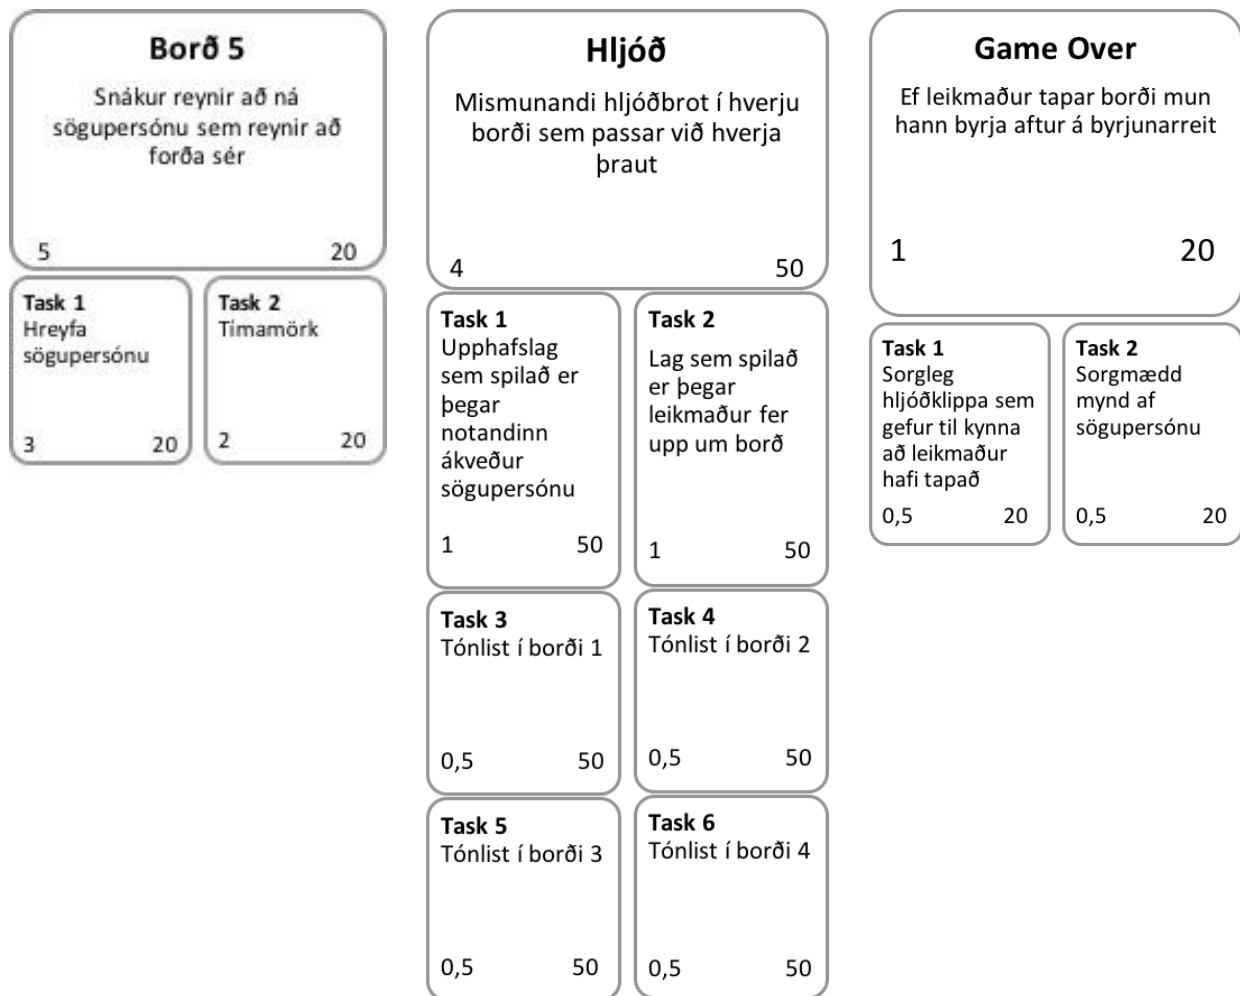 Borð 5
Snákur reynir að ná
sögupersónu sem reynir að
forða sér
5 20
Task 1
Hreyfa
sögupersónu
3 20
Task 2
Tímamörk
2 20
Hljóð
Mismunandi hljóðbrot í hverju
borði sem passar við hverja
þraut
4 50
Task 1
Upphafslag
sem spilað er
þegar
notandinn
ákveður
sögupersónu
1 50
Task 2
Lag sem spilað
er þegar
leikmaður fer
upp um borð
1 50
Task 3
Tónlist í borði 1
0,5 50
Task 4
Tónlist í borði 2
0,5 50
Task 5
Tónlist í borði 3
0,5 50
Task 6
Tónlist í borði 4
0,5 50
Game Over
Ef leikmaður tapar borði mun
hann byrja aftur á byrjunarreit
1 20
Task 1
Sorgleg
hljóðklippa sem
gefur til kynna
að leikmaður
hafi tapað
0,5 20
Task 2
Sorgmædd
mynd af
sögupersónu
0,5 20